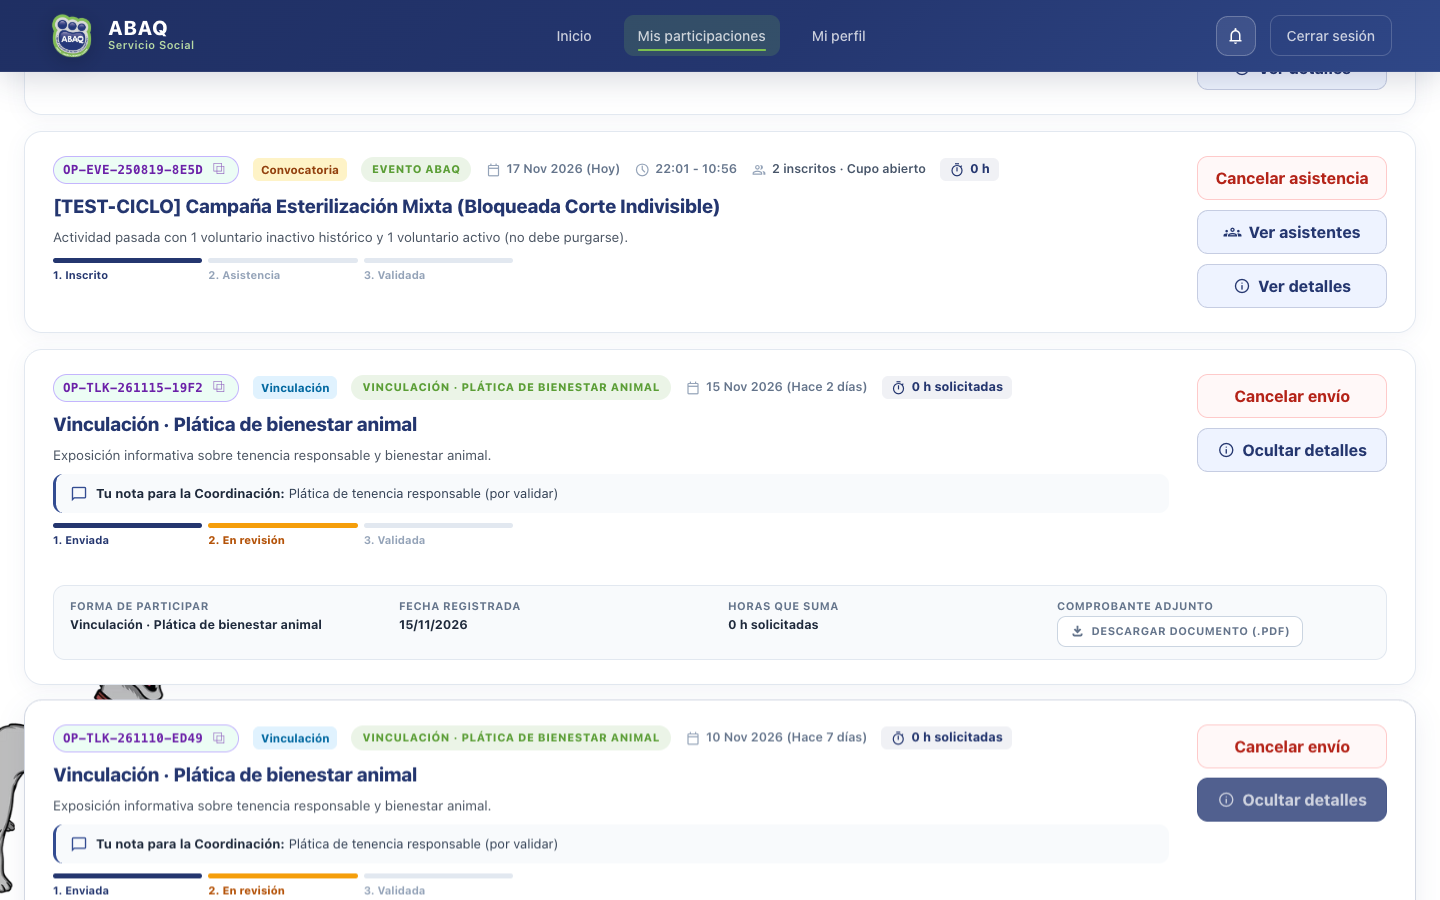 ABAQ
ABAQ
Servicio Social
Inicio
Mis participaciones
Mi perfil
Cerrar sesión
Ver detalles
OP-EVE-250819-8E5D
Convocatoria
EVENTO ABAQ
17 Nov 2026 (Hoy)
22:01 - 10:56
2 inscritos · Cupo abierto
0 h
Cancelar asistencia
[TEST-CICLO] Campaña Esterilización Mixta (Bloqueada Corte Indivisible)
Ver asistentes
Actividad pasada con 1 voluntario inactivo histórico y 1 voluntario activo (no debe purgarse).
1. Inscrito
2. Asistencia
3. Validada
Ver detalles
OP-TLK-261115-19F2
Vinculación
VINCULACIÓN · PLÁTICA DE BIENESTAR ANIMAL
15 Nov 2026 (Hace 2 días)
0 h solicitadas
Cancelar envío
Vinculación · Plática de bienestar animal
Ocultar detalles
Exposición informativa sobre tenencia responsable y bienestar animal.
Tu nota para la Coordinación: Plática de tenencia responsable (por validar)
1. Enviada
2. En revisión
3. Validada
FORMA DE PARTICIPAR
Vinculación · Plática de bienestar animal
FECHA REGISTRADA
15/11/2026
HORAS QUE SUMA
0 h solicitadas
COMPROBANTE ADJUNTO
DESCARGAR DOCUMENTO (.PDF)
OP-TLK-261110-ED49
Vinculación
VINCULACIÓN · PLÁTICA DE BIENESTAR ANIMAL
10 Nov 2026 (Hace 7 días)
0 h solicitadas
Cancelar envío
Vinculación · Plática de bienestar animal
Ocultar detalles
Exposición informativa sobre tenencia responsable y bienestar animal.
Tu nota para la Coordinación: Plática de tenencia responsable (por validar)
1. Enviada
2. En revisión
3. Validada